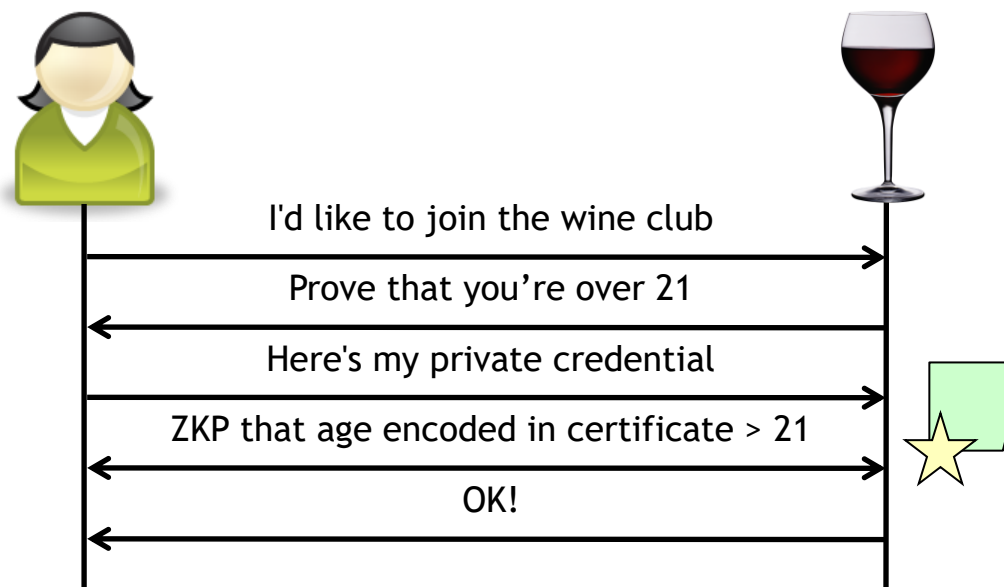 I'd like to join the wine club
Prove that you’re over 21
Here's my private credential
ZKP that age encoded in certificate > 21
OK!